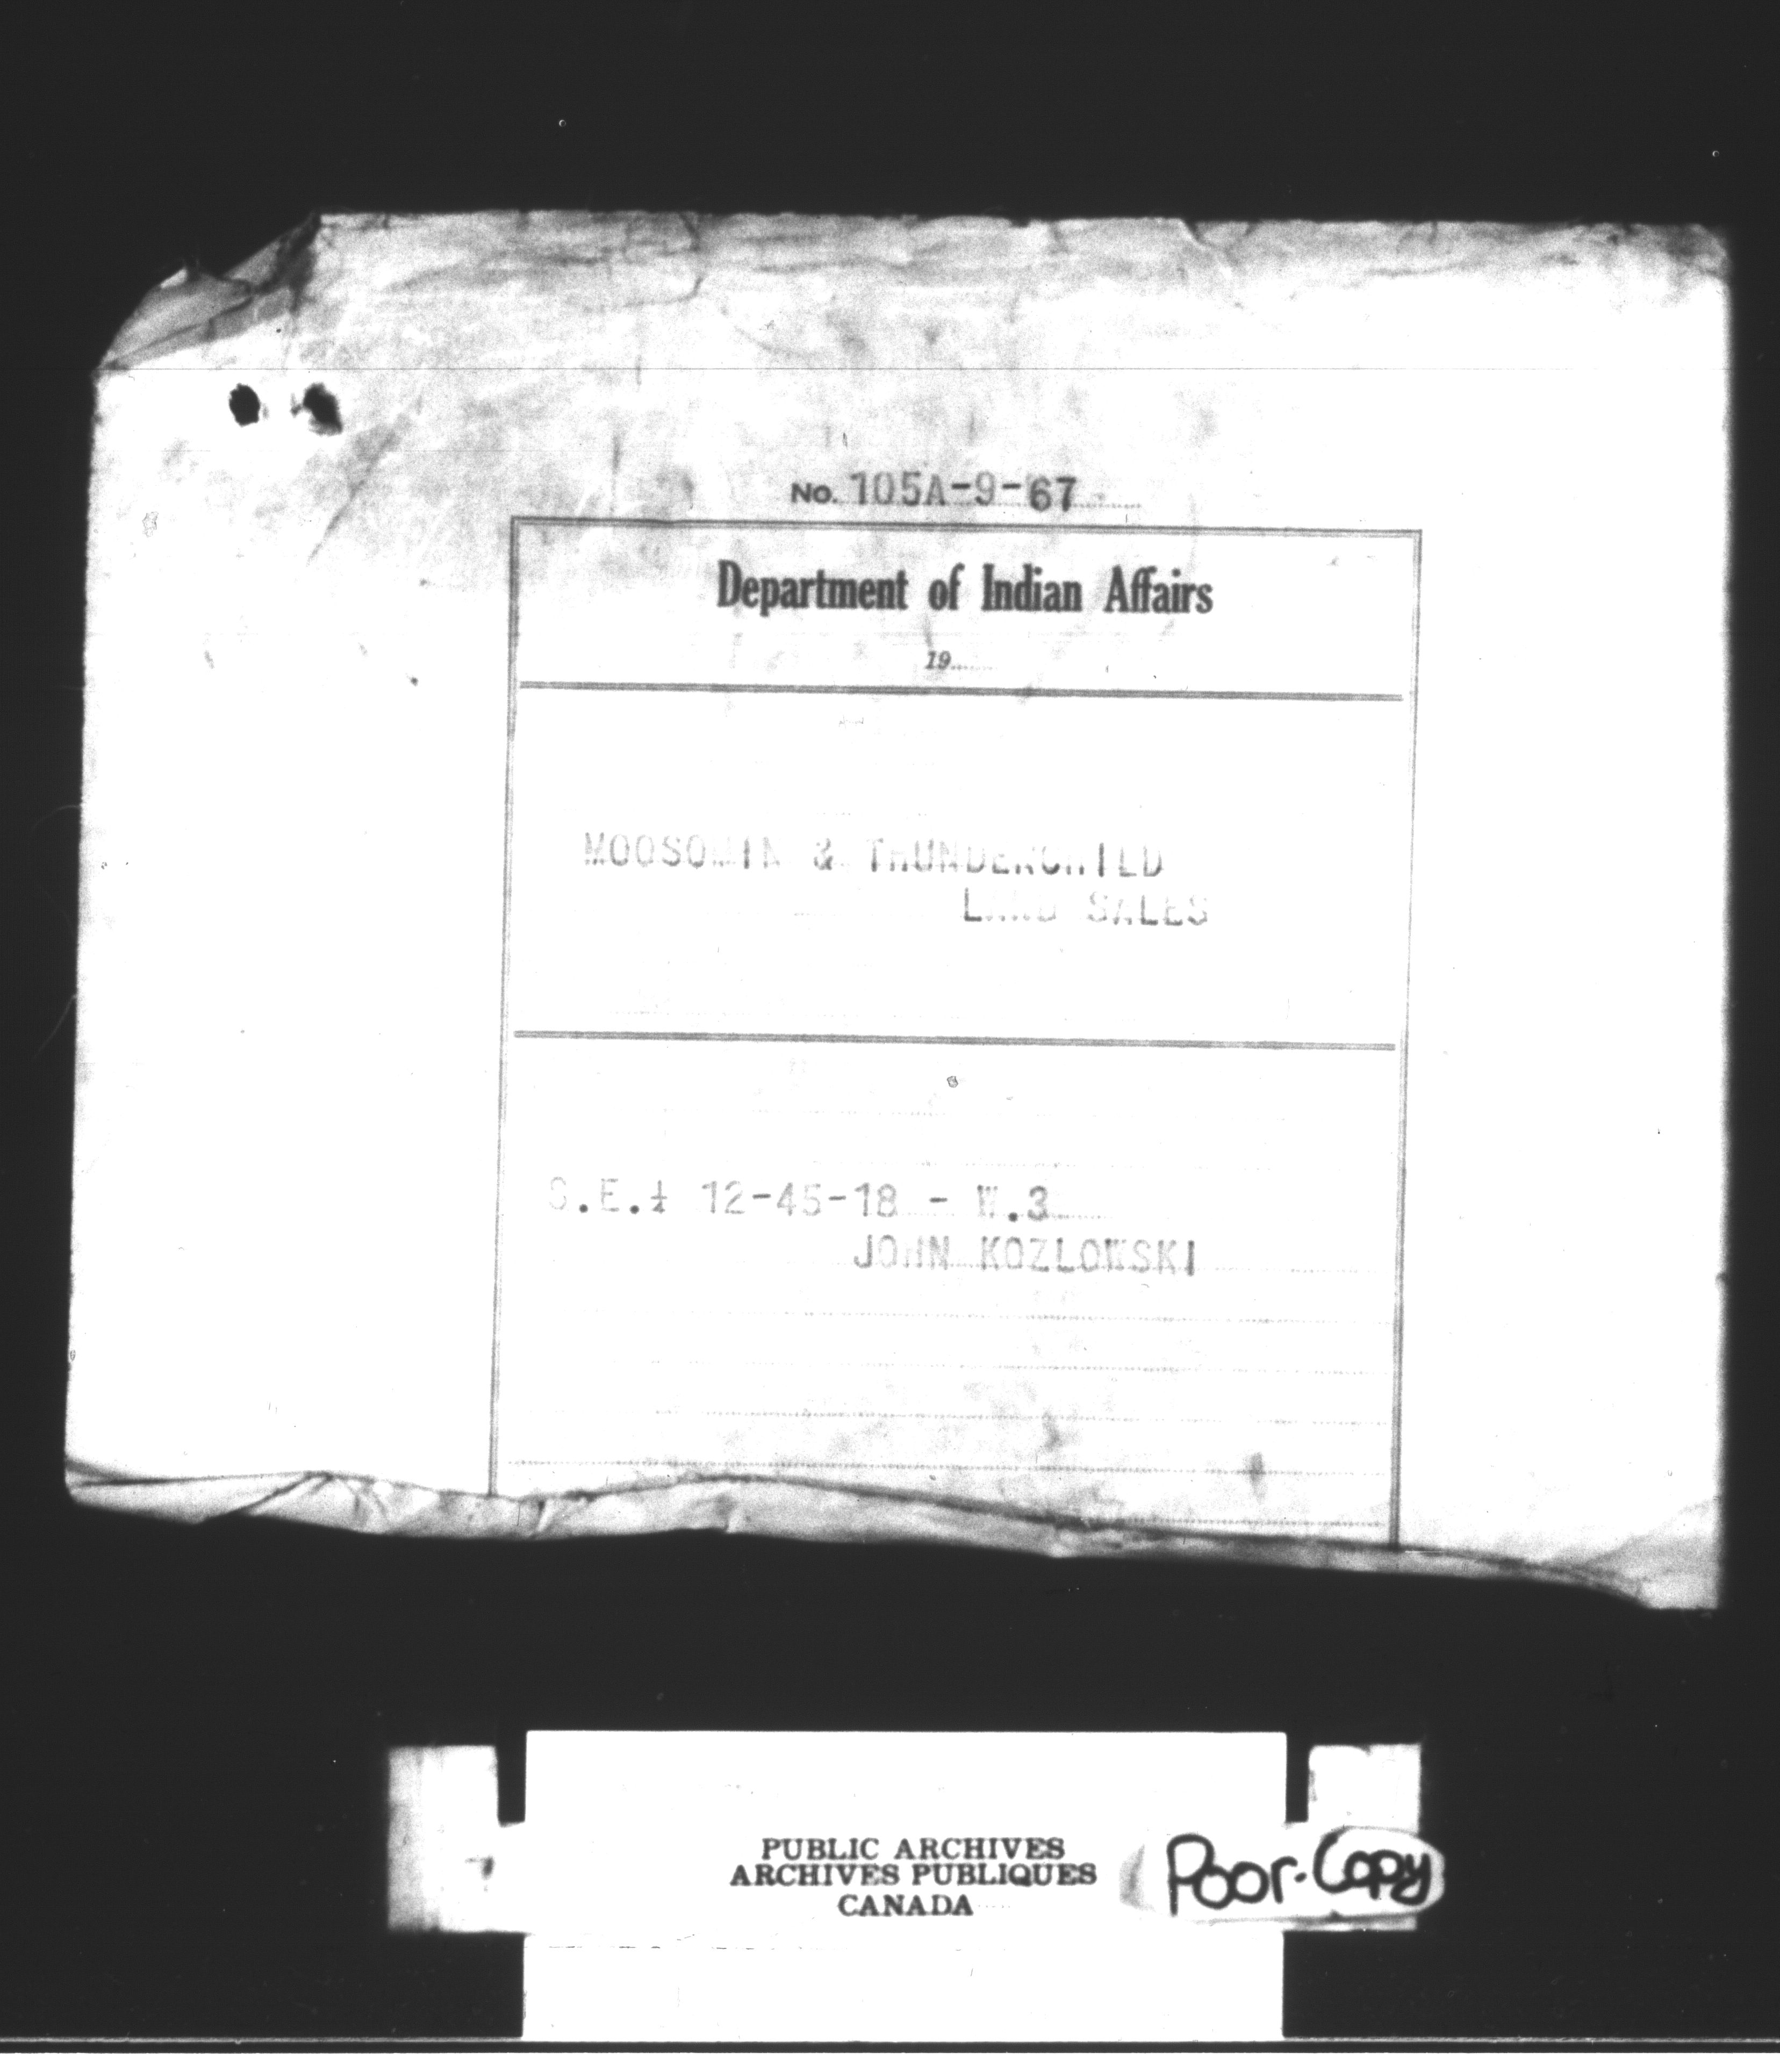 No. 105A-9-67
Department of Indian Affairs
19
MOOSOMIN & THUNDERCHILD
LAND SALES
S.E.¼ 12-45-18 - W.3
JOHN KOZLOWSKI
PUBLIC ARCHIVES
ARCHIVES PUBLIQUES
CANADA
Poor. Copy